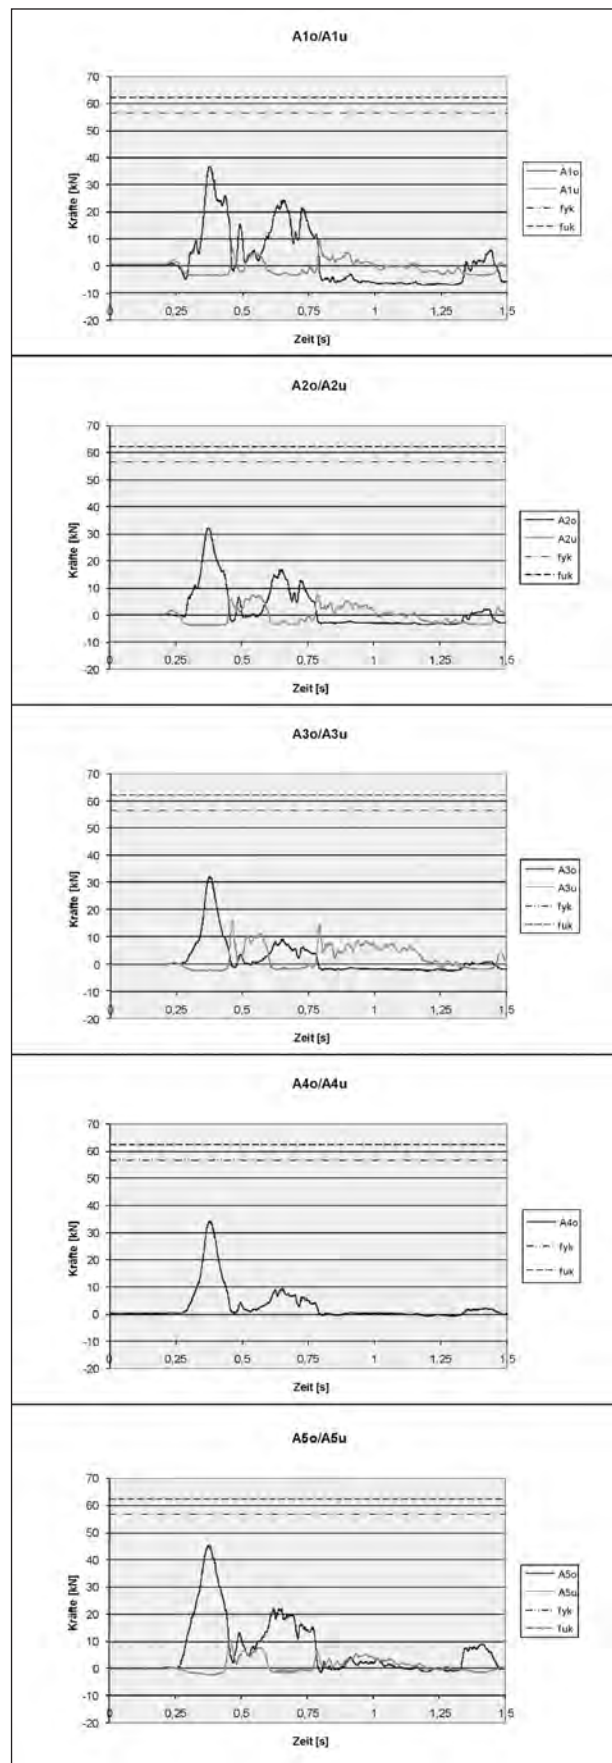 A1o/A1u
70
60
50
40
30
20
10
0
-10
-20
Kräfte [kN]
0
0,25
0,5
0,75
1
1,25
1,5
Zeit [s]
A1o
A1u
fyk
fuk
A2o/A2u
70
60
50
40
30
20
10
0
-10
-20
Kräfte [kN]
0
0,25
0,5
0,75
1
1,25
1,5
Zeit [s]
A2o
A2u
fyk
fuk
A3o/A3u
70
60
50
40
30
20
10
0
-10
-20
Kräfte [kN]
0
0,25
0,5
0,75
1
1,25
1,5
Zeit [s]
A3o
A3u
fyk
fuk
A4o/A4u
70
60
50
40
30
20
10
0
-10
-20
Kräfte [kN]
0
0,25
0,5
0,75
1
1,25
1,5
Zeit [s]
A4o
fyk
fuk
A5o/A5u
70
60
50
40
30
20
10
0
-10
-20
Kräfte [kN]
0
0,25
0,5
0,75
1
1,25
1,5
Zeit [s]
A5o
A5u
fyk
fuk